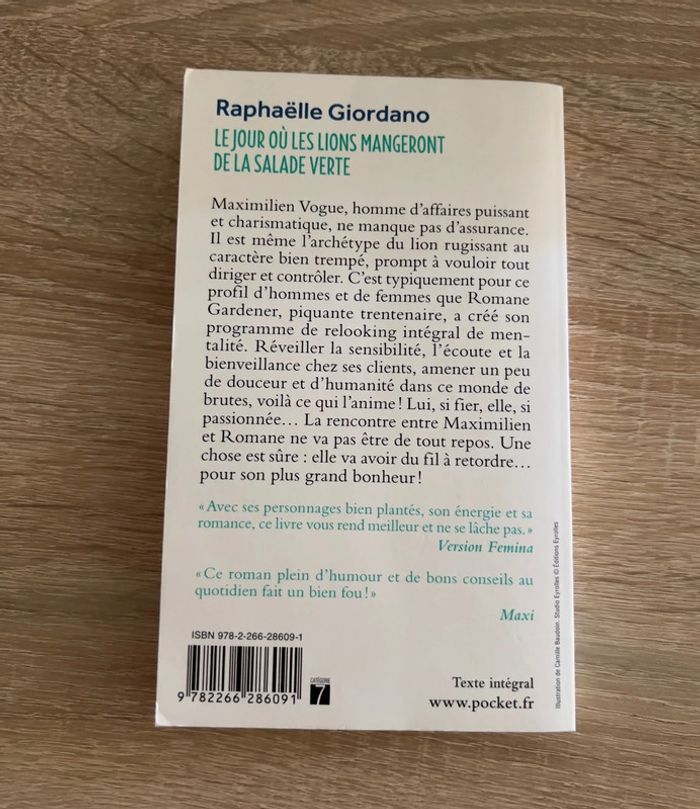 Raphaëlle Giordano
LE JOUR OÙ LES LIONS MANGERONT
DE LA SALADE VERTE
Maximilien Vogue, homme d'affaires puissant
et charismatique, ne manque pas d'assurance.
Il est même l'archétype du lion rugissant au
caractère bien trempé, prompt à vouloir tout
diriger et contrôler. C'est typiquement pour ce
profil d'hommes et de femmes que Romane
Gardener, piquante trentenaire, a créé son
programme de relooking intégral de men-
talité. Réveiller la sensibilité, l'écoute et la
bienveillance chez ses clients, amener un peu
de douceur et d'humanité dans ce monde de
brutes, voilà ce qui l'anime ! Lui, si fier, elle, si
passionnée… La rencontre entre Maximilien
et Romane ne va pas être de tout repos. Une
chose est sûre : elle va avoir du fil à retordre…
pour son plus grand bonheur !
« Avec ses personnages bien plantés, son énergie et sa
romance, ce livre vous rend meilleur et ne se lâche pas. »
Version Femina
« Ce roman plein d'humour et de bons conseils au
quotidien fait un bien fou ! »
Maxi
ISBN 978-2-266-28609-1
9 782266 286091
CATÉGORIE
7
Texte intégral
www.pocket.fr
Illustration de Camille Baudoin. Studio Eyrolles © Éditions Eyrolles